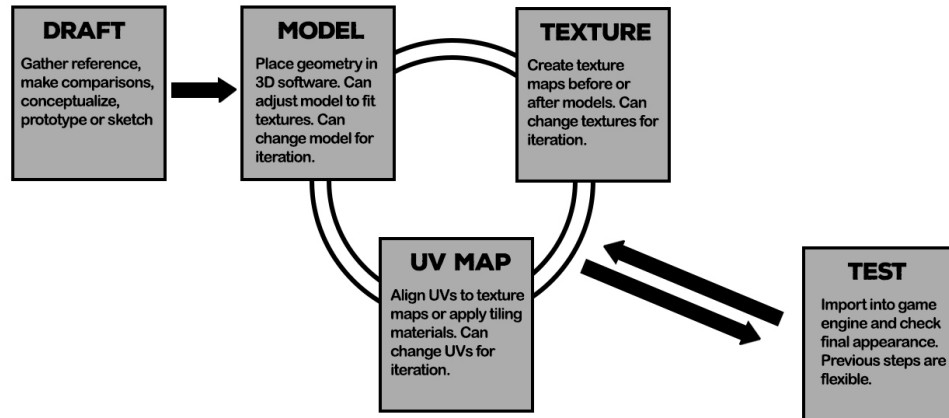 DRAFT
Gather reference,
make comparisons,
conceptualize,
prototype or sketch
MODEL
Place geometry in
3D software. Can
adjust model to fit
textures. Can
change model for
iteration.
TEXTURE
Create texture
maps before or
after models. Can
change textures for
iteration.
UV MAP
Align UVs to texture
maps or apply tiling
materials. Can
change UVs for
iteration.
TEST
Import into game
engine and check
final appearance.
Previous steps are
flexible.